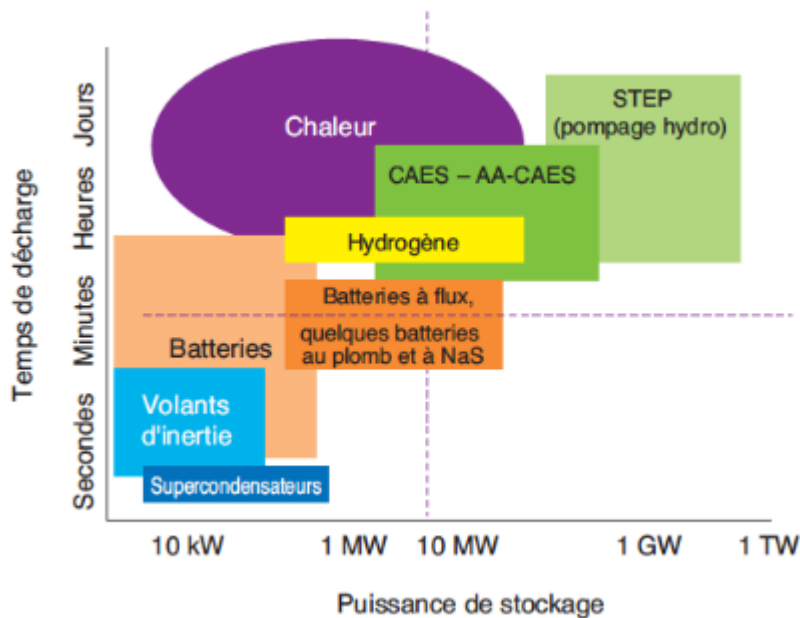 Temps de décharge
Jours
Heures
Minutes
Secondes
Chaleur
STEP
(pompage hydro)
CAES – AA-CAES
Hydrogène
Batteries à flux,
quelques batteries
au plomb et à NaS
Batteries
Volants
d'inertie
Supercondensateurs
10 kW
1 MW
10 MW
1 GW
1 TW
Puissance de stockage